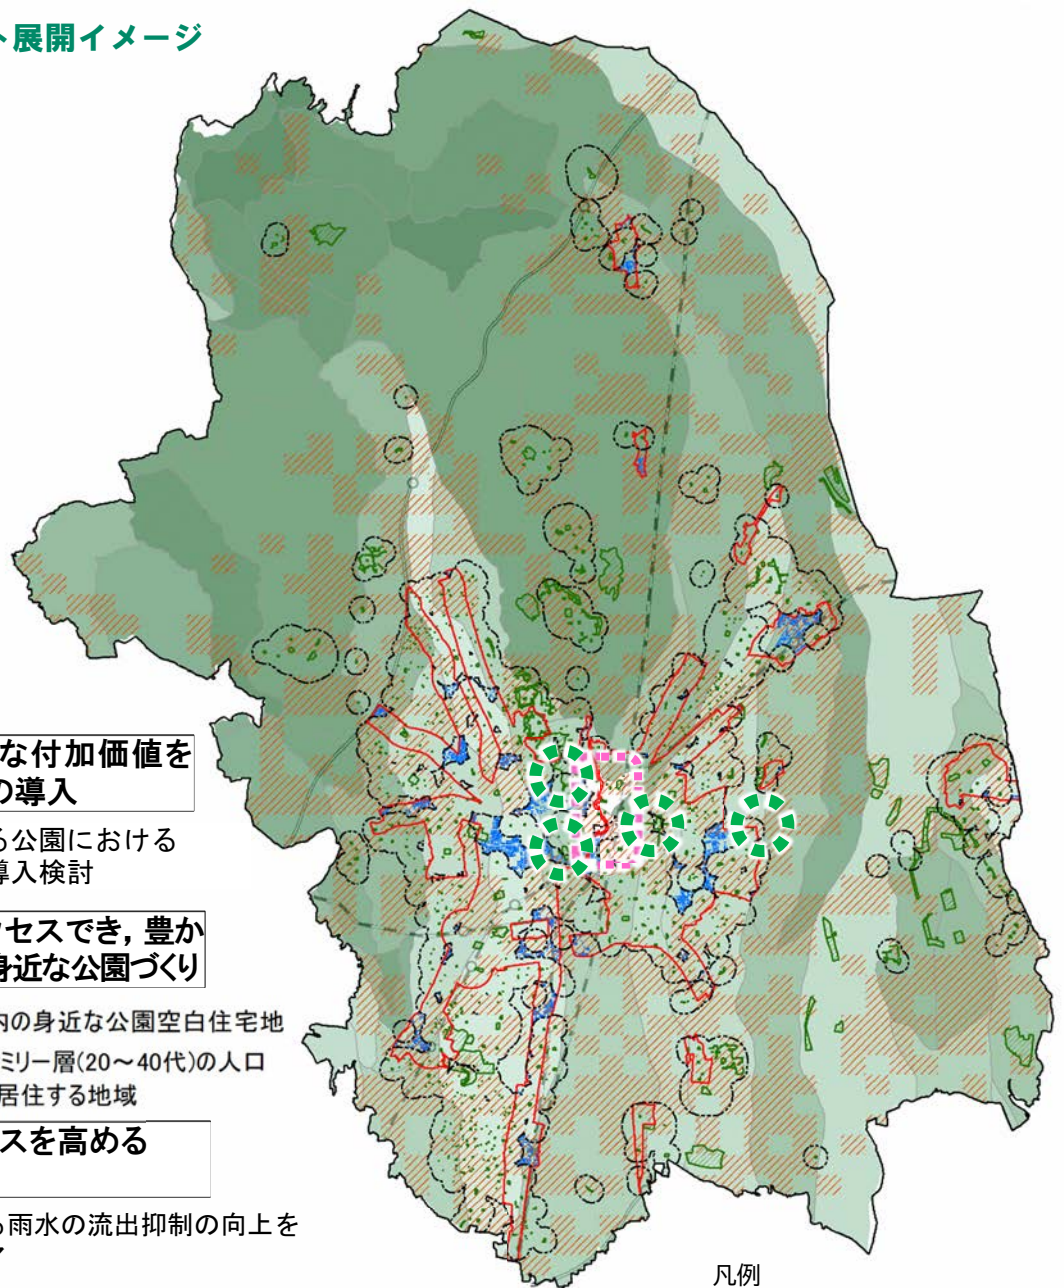 ト展開イメージ
な付加価値を
の導入
る公園における
導入検討
クセスでき，豊か
身近な公園づくり
内の身近な公園空白住宅地
ミリー層(20～40代)の人口
居住する地域
スを高める
る雨水の流出抑制の向上を
凡例